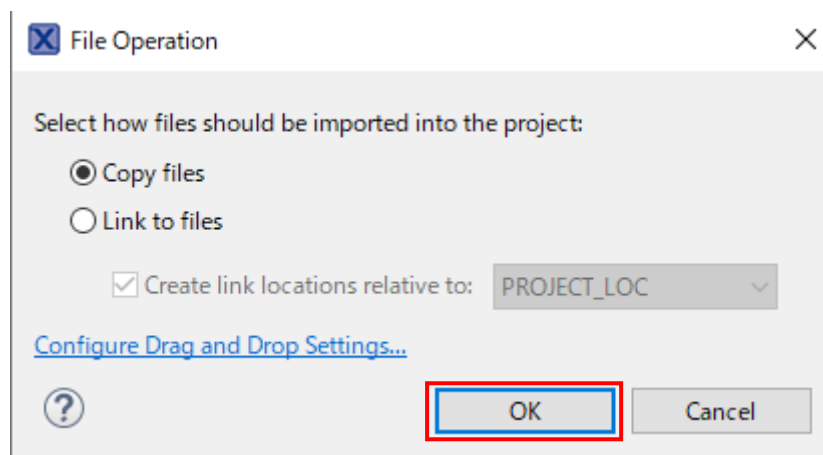 File Operation
Select how files should be imported into the project:
Copy files
Link to files
Create link locations relative to: PROJECT_LOC
Configure Drag and Drop Settings...
? OK Cancel